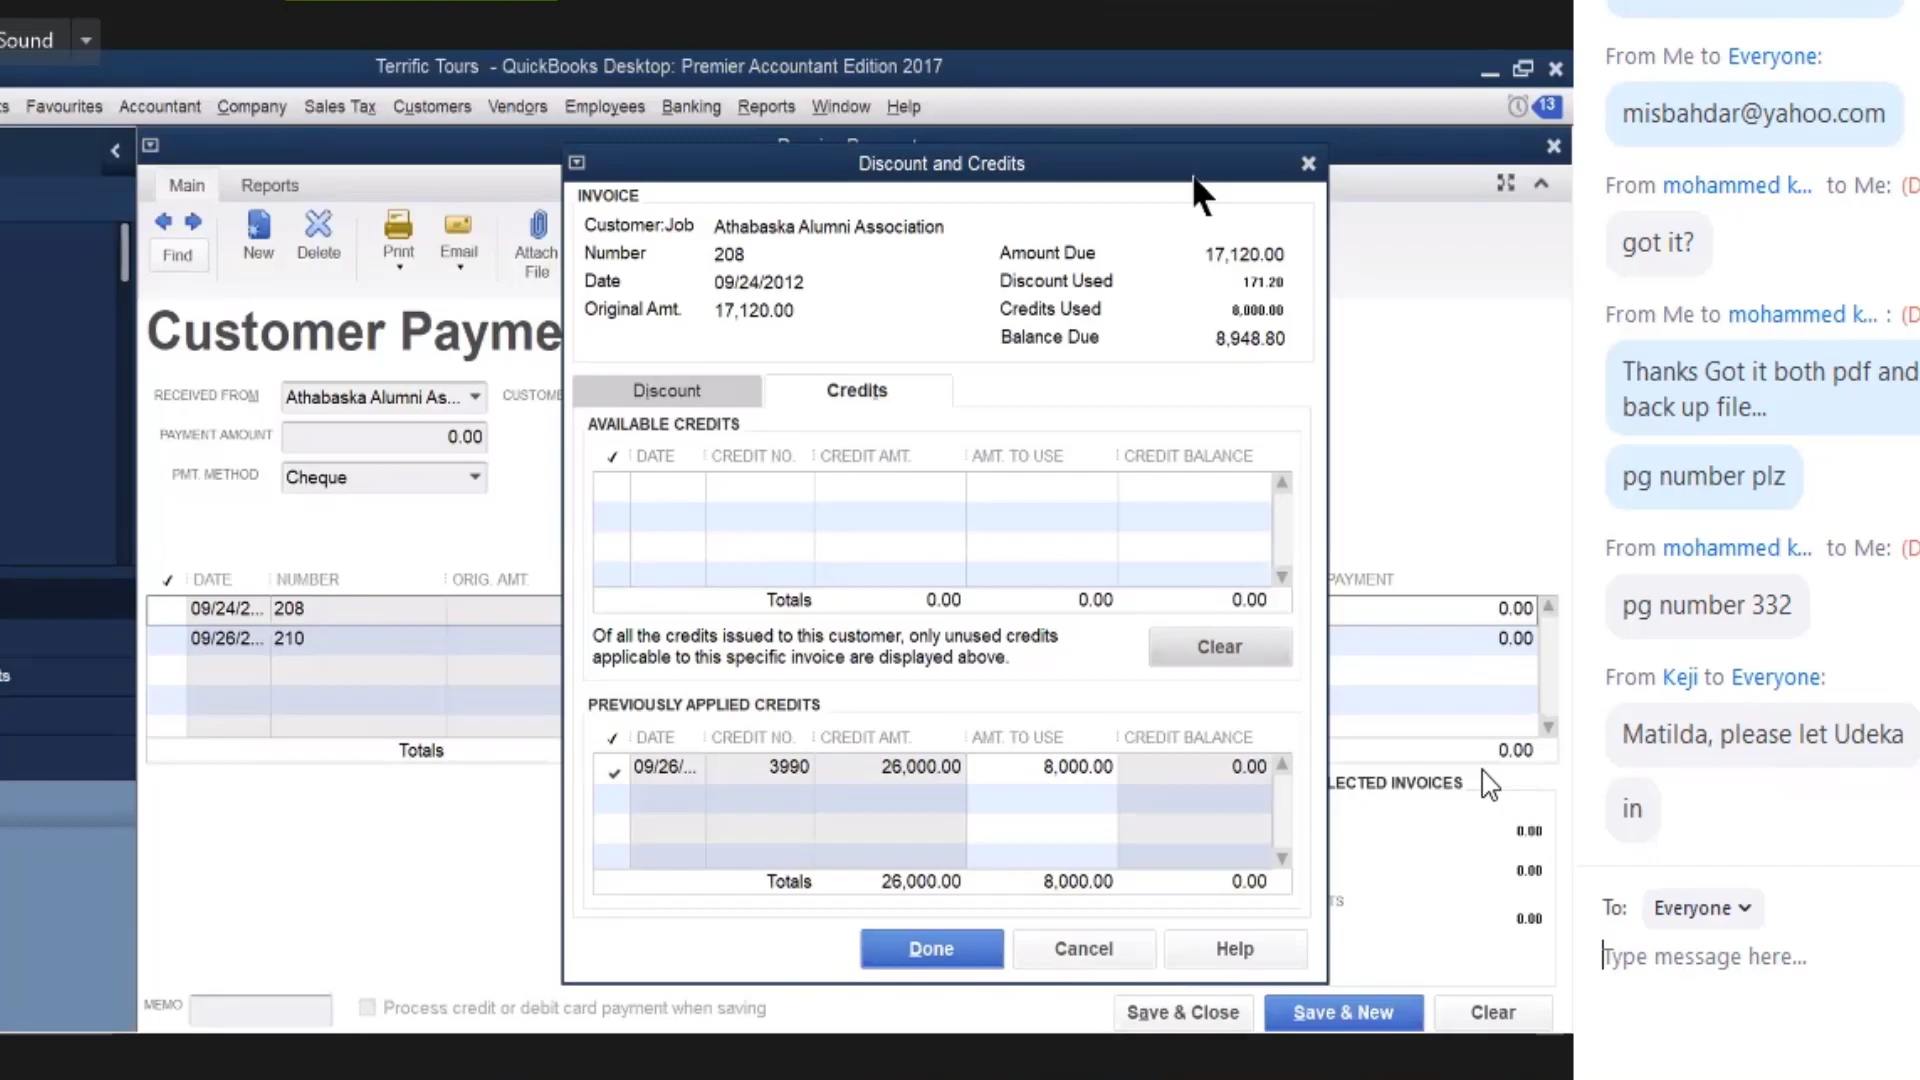 Sound
Terrific Tours - QuickBooks Desktop: Premier Accountant Edition 2017
Favourites Accountant Company Sales Tax Customers Vendors Employees Banking Reports Window Help
13
Main Reports
Find New Delete Print Email Attach File
Customer Payme
RECEIVED FROM Athabaska Alumni As... CUSTOME
PAYMENT AMOUNT 0.00
PMT. METHOD Cheque
DATE NUMBER ORIG. AMT. PAYMENT
09/24/2... 208 0.00
09/26/2... 210 0.00
Totals 0.00
LECTED INVOICES
0.00
0.00
TS
0.00
MEMO
Process credit or debit card payment when saving
Save & Close Save & New Clear
Discount and Credits
INVOICE
Customer:Job Athabaska Alumni Association
Number 208 Amount Due 17,120.00
Date 09/24/2012 Discount Used 171.20
Original Amt. 17,120.00 Credits Used 8,000.00
Balance Due 8,948.80
Discount Credits
AVAILABLE CREDITS
DATE CREDIT NO. CREDIT AMT. AMT. TO USE CREDIT BALANCE
Totals 0.00 0.00 0.00
Of all the credits issued to this customer, only unused credits
applicable to this specific invoice are displayed above.
Clear
PREVIOUSLY APPLIED CREDITS
DATE CREDIT NO. CREDIT AMT. AMT. TO USE CREDIT BALANCE
09/26/... 3990 26,000.00 8,000.00 0.00
Totals 26,000.00 8,000.00 0.00
Done Cancel Help
From Me to Everyone:
misbahdar@yahoo.com
From mohammed k... to Me: (D
got it?
From Me to mohammed k... : (D
Thanks Got it both pdf and
back up file...
pg number plz
From mohammed k... to Me: (D
pg number 332
From Keji to Everyone:
Matilda, please let Udeka
in
To: Everyone
Type message here...